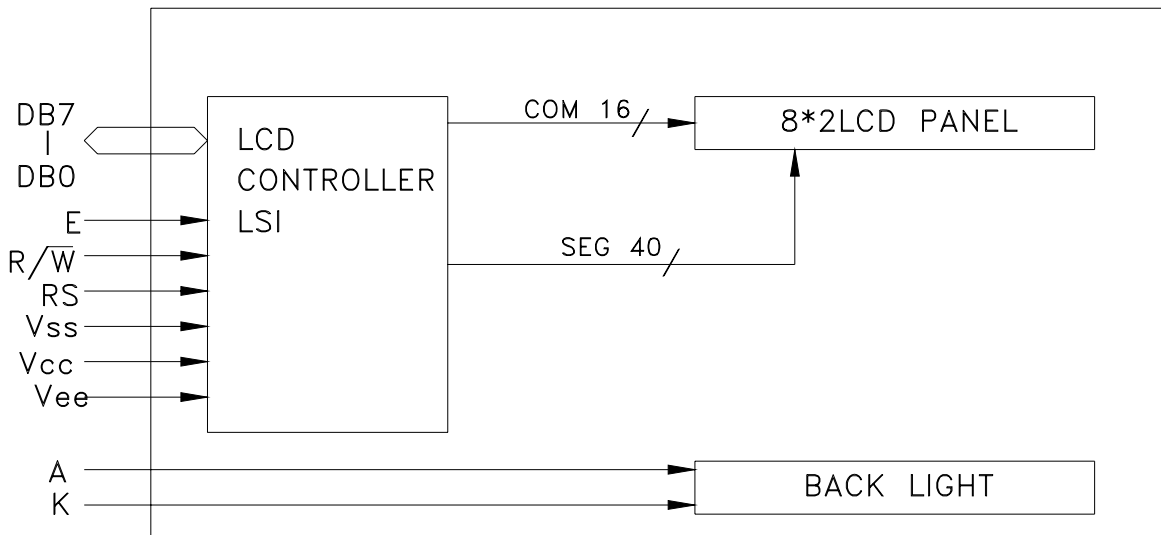 DB7
|
DB0
E
R/W̅
RS
Vss
Vcc
Vee
A
K
LCD
CONTROLLER
LSI
COM 16
SEG 40
8*2LCD PANEL
BACK LIGHT